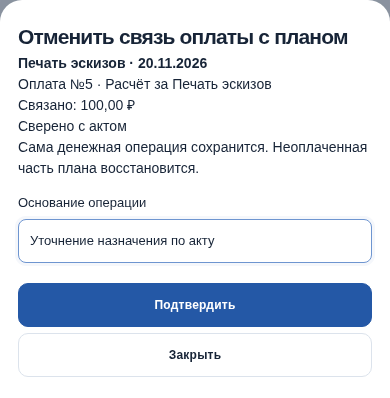 Отменить связь оплаты с планом
Печать эскизов · 20.11.2026
Оплата №5 · Расчёт за Печать эскизов
Связано: 100,00 ₽
Сверено с актом
Сама денежная операция сохранится. Неоплаченная
часть плана восстановится.
Основание операции
Уточнение назначения по акту
Подтвердить
Закрыть